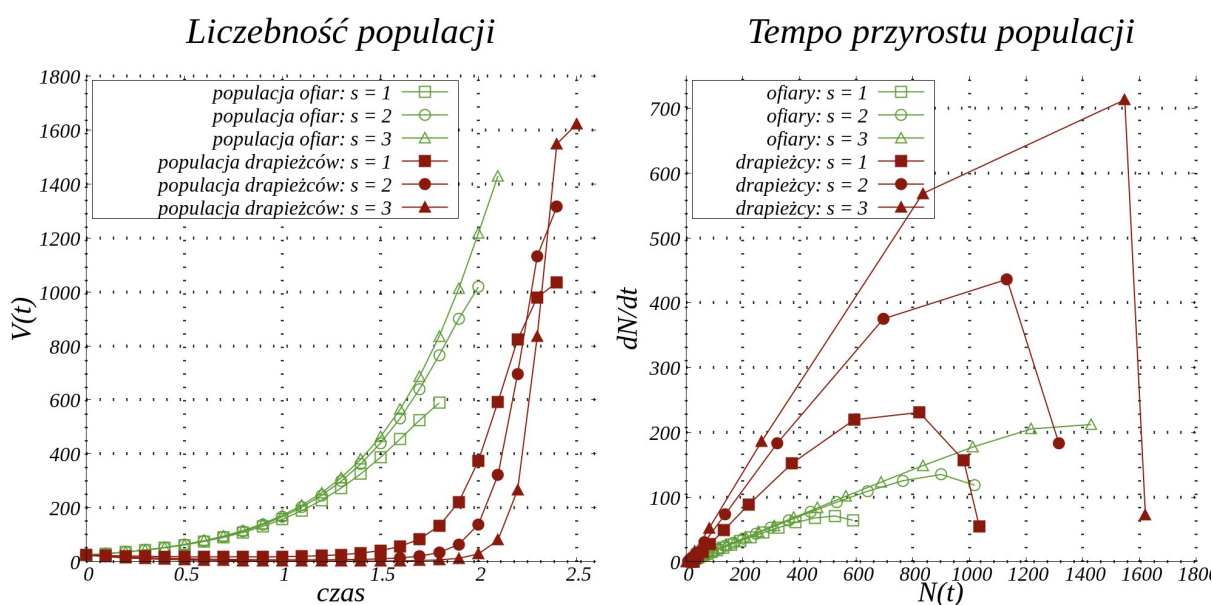 Liczebność populacji
V(t)
1800
1600
1400
1200
1000
800
600
400
200
0
populacja ofiar: s = 1
populacja ofiar: s = 2
populacja ofiar: s = 3
populacja drapieżców: s = 1
populacja drapieżców: s = 2
populacja drapieżców: s = 3
0 0.5 1 1.5 2 2.5
czas
Tempo przyrostu populacji
dN/dt
700
600
500
400
300
200
100
0
ofiary: s = 1
ofiary: s = 2
ofiary: s = 3
drapieżcy: s = 1
drapieżcy: s = 2
drapieżcy: s = 3
0 200 400 600 800 1000 1200 1400 1600 180
N(t)